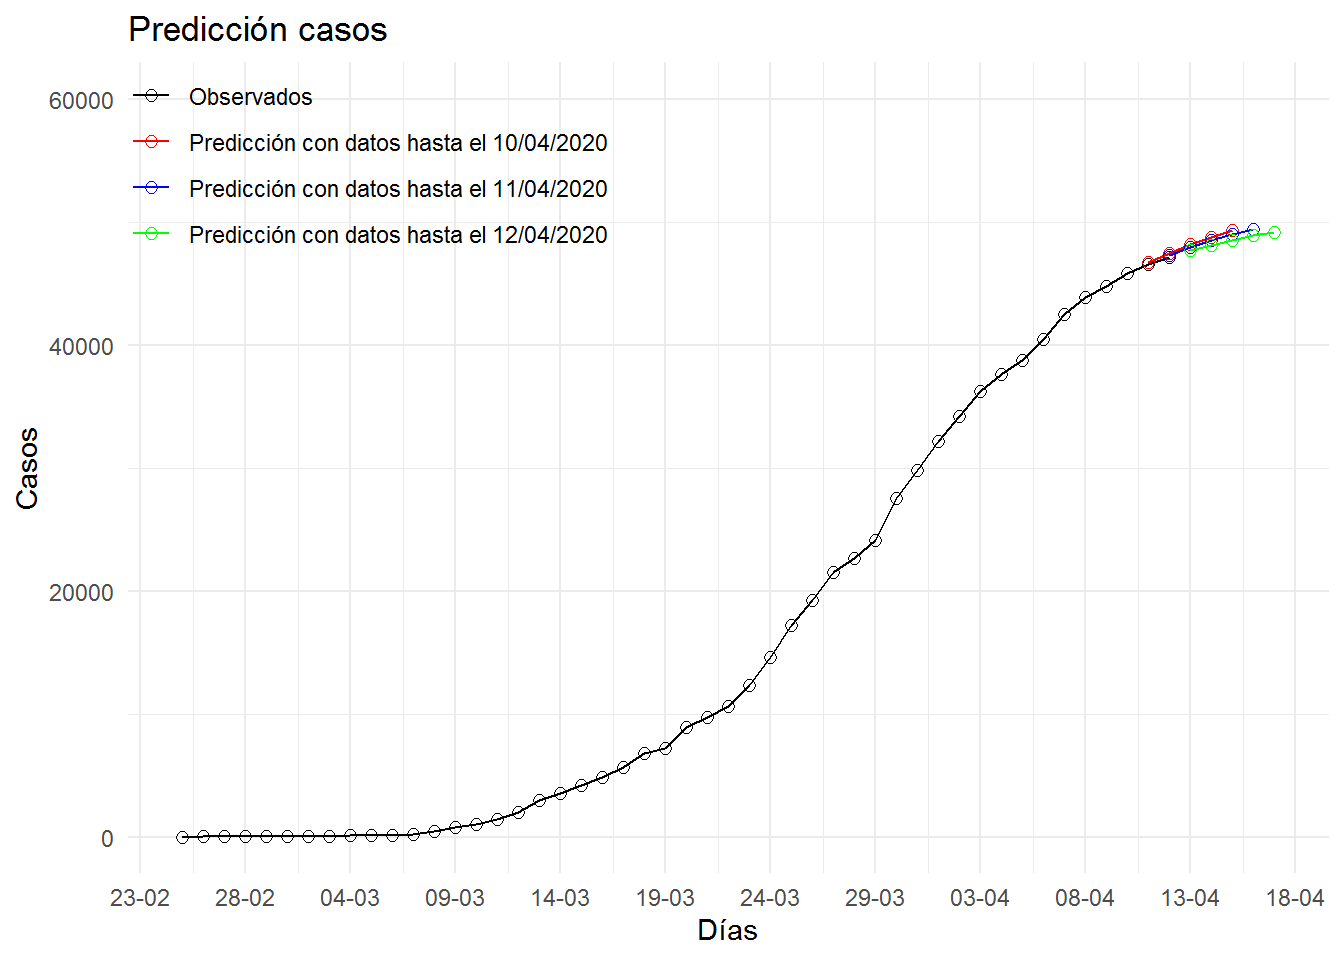 Predicción casos
Observados
Predicción con datos hasta el 10/04/2020
Predicción con datos hasta el 11/04/2020
Predicción con datos hasta el 12/04/2020
60000
40000
20000
0
Casos
23-02 28-02 04-03 09-03 14-03 19-03 24-03 29-03 03-04 08-04 13-04 18-04
Días